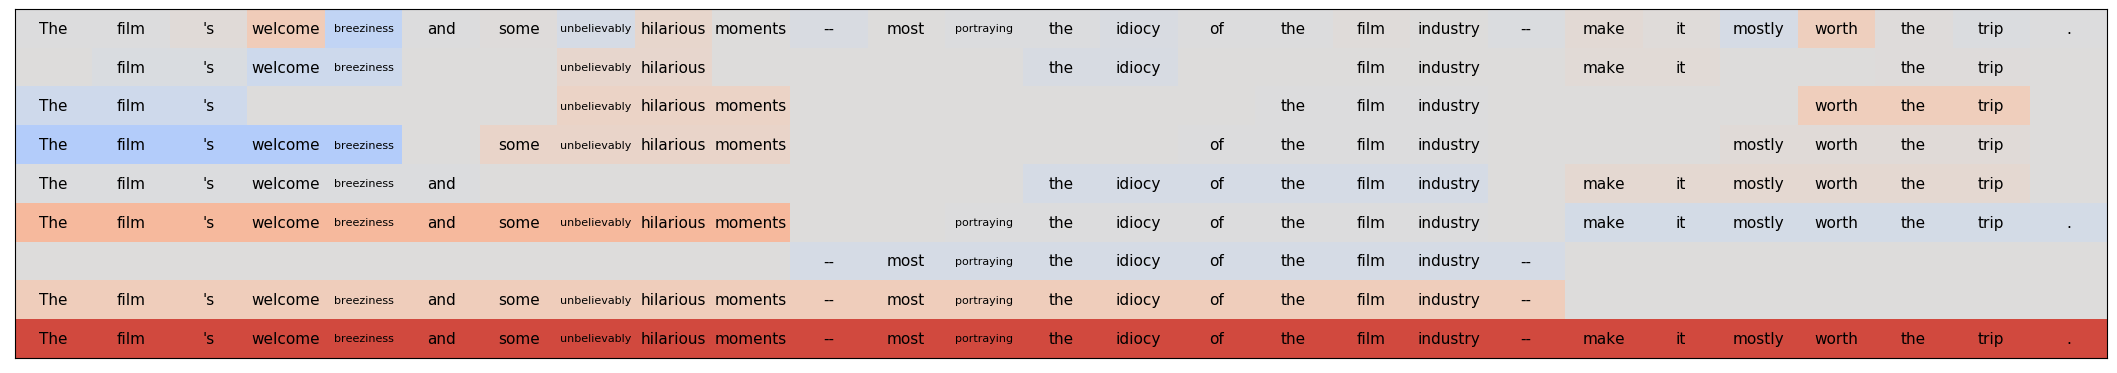 The film 's welcome breeziness and some unbelievably hilarious moments -- most portraying the idiocy of the film industry -- make it mostly worth the trip .
film 's welcome breeziness unbelievably hilarious the idiocy film industry make it the trip
The film 's unbelievably hilarious moments the film industry worth the trip
The film 's welcome breeziness some unbelievably hilarious moments of the film industry mostly worth the trip
The film 's welcome breeziness and the idiocy of the film industry make it mostly worth the trip
The film 's welcome breeziness and some unbelievably hilarious moments portraying the idiocy of the film industry make it mostly worth the trip .
-- most portraying the idiocy of the film industry --
The film 's welcome breeziness and some unbelievably hilarious moments -- most portraying the idiocy of the film industry --
The film 's welcome breeziness and some unbelievably hilarious moments -- most portraying the idiocy of the film industry -- make it mostly worth the trip .